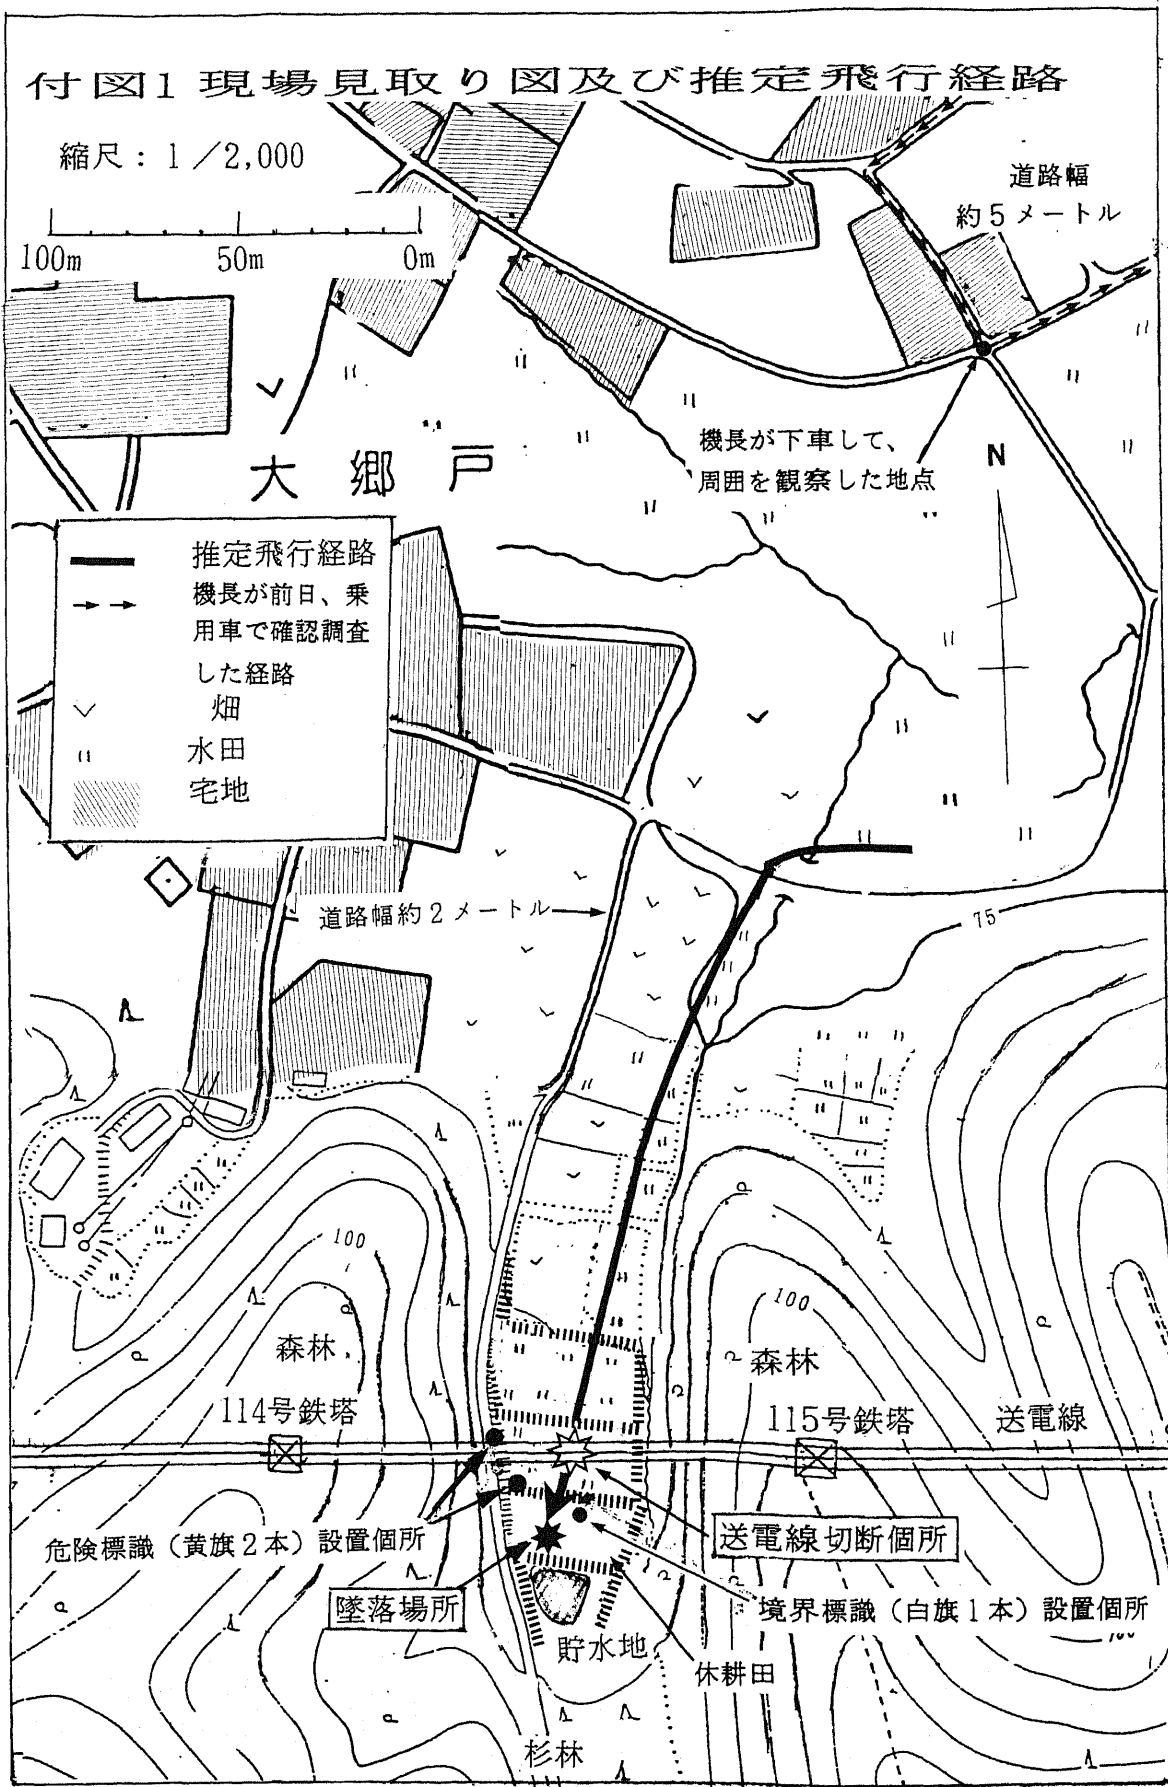 付図1 現場見取り図及び推定飛行経路
縮尺：1／2,000
100m 50m 0m
道路幅
約5メートル
機長が下車して、
周囲を観察した地点
N
大郷戸
推定飛行経路
機長が前日、乗
用車で確認調査
した経路
畑
水田
宅地
道路幅約2メートル
75
100
100
森林
森林
114号鉄塔
115号鉄塔
送電線
危険標識（黄旗2本）設置個所
送電線切断個所
墜落場所
境界標識（白旗1本）設置個所
貯水地
休耕田
杉林